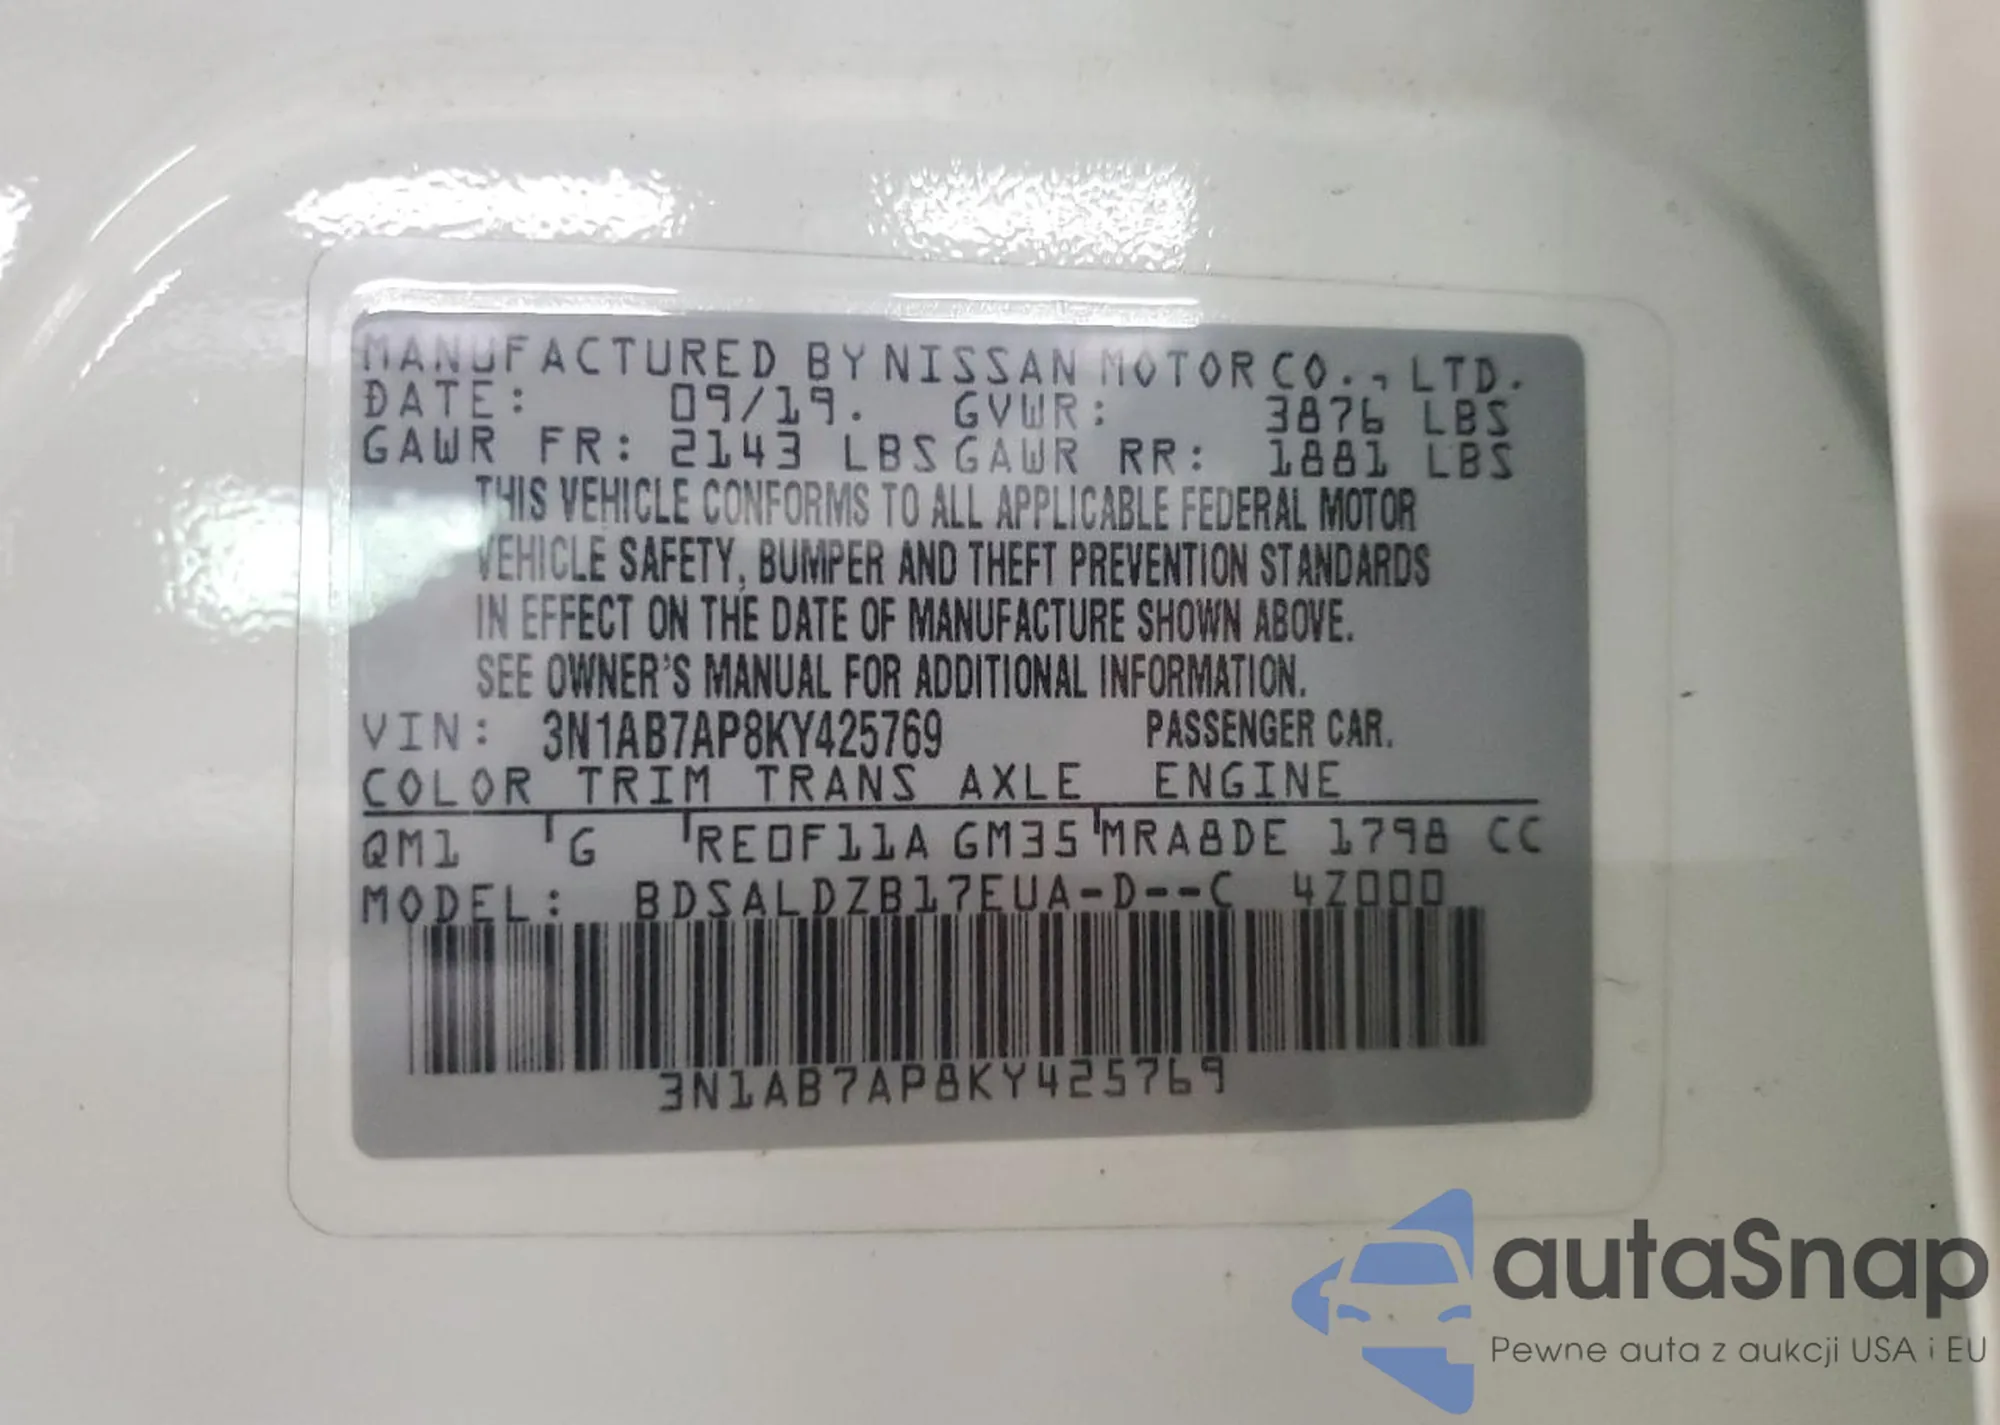 MANUFACTURED BY NISSAN MOTOR CO., LTD.
DATE: 09/19. GVWR: 3876 LBS
GAWR FR: 2143 LBS GAWR RR: 1881 LBS
THIS VEHICLE CONFORMS TO ALL APPLICABLE FEDERAL MOTOR
VEHICLE SAFETY, BUMPER AND THEFT PREVENTION STANDARDS
IN EFFECT ON THE DATE OF MANUFACTURE SHOWN ABOVE.
SEE OWNER'S MANUAL FOR ADDITIONAL INFORMATION.
VIN: 3N1AB7AP8KY425769 PASSENGER CAR.
COLOR TRIM TRANS AXLE ENGINE
QM1 G RE0F11A GM35 MRA8DE 1798 CC
MODEL: BDSALDZB17EUA-D--C 4Z000
3N1AB7AP8KY425769
autaSnap
Pewne auta z aukcji USA i EU